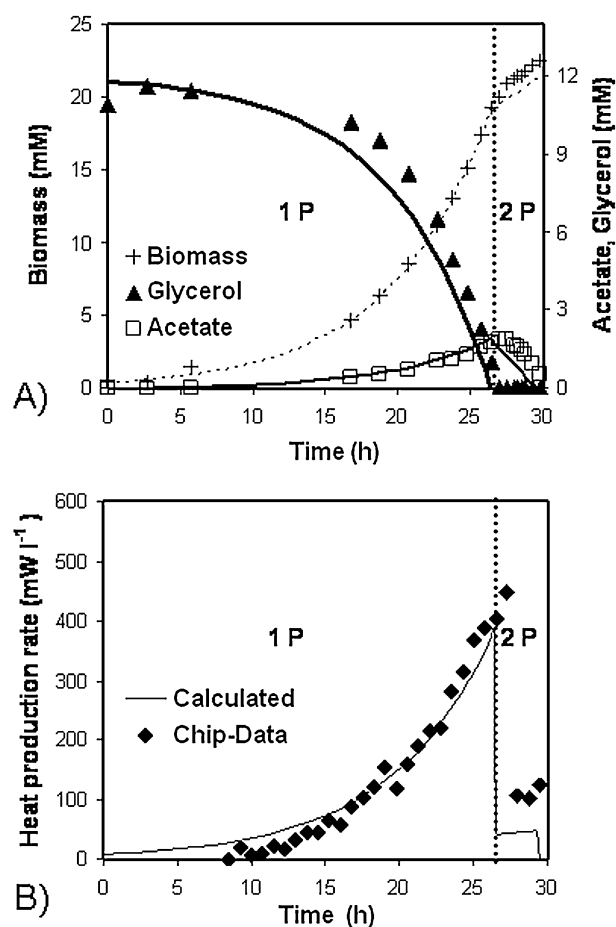 25
20
15
10
5
0
Biomass [mM]
1 P
2 P
Biomass
Glycerol
Acetate
12
9
6
3
0
Acetate, Glycerol [mM]
0 5 10 15 20 25 30
Time (h)
A)
600
500
400
300
200
100
0
Heat production rate [mW l-1]
1 P
2 P
Calculated
Chip-Data
0 5 10 15 20 25 30
Time (h)
B)